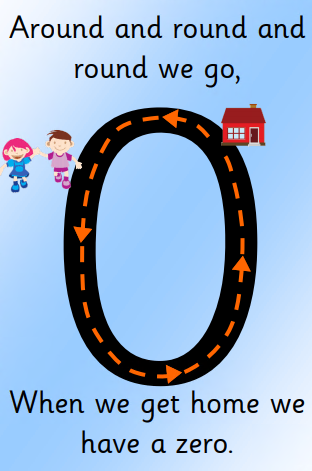 Around and round and
round we go,
When we get home we
have a zero.